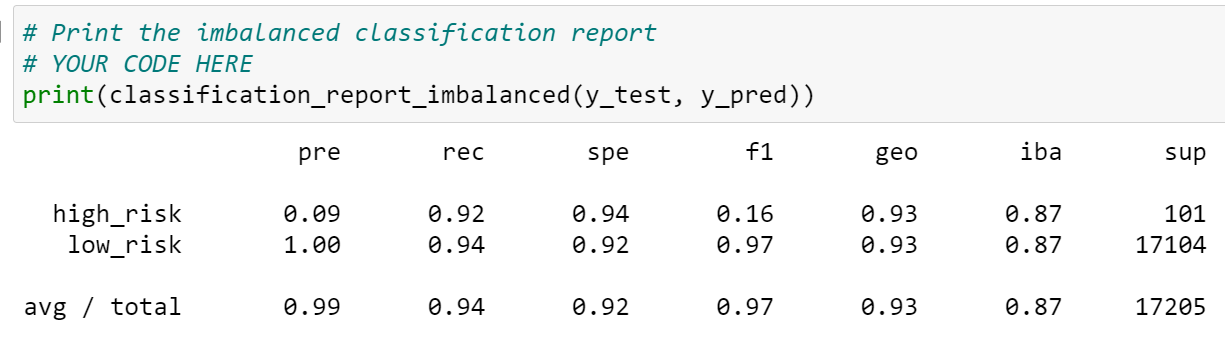 # Print the imbalanced classification report
# YOUR CODE HERE
print(classification_report_imbalanced(y_test, y_pred))
pre rec spe f1 geo iba sup
high_risk 0.09 0.92 0.94 0.16 0.93 0.87 101
low_risk 1.00 0.94 0.92 0.97 0.93 0.87 17104
avg / total 0.99 0.94 0.92 0.97 0.93 0.87 17205